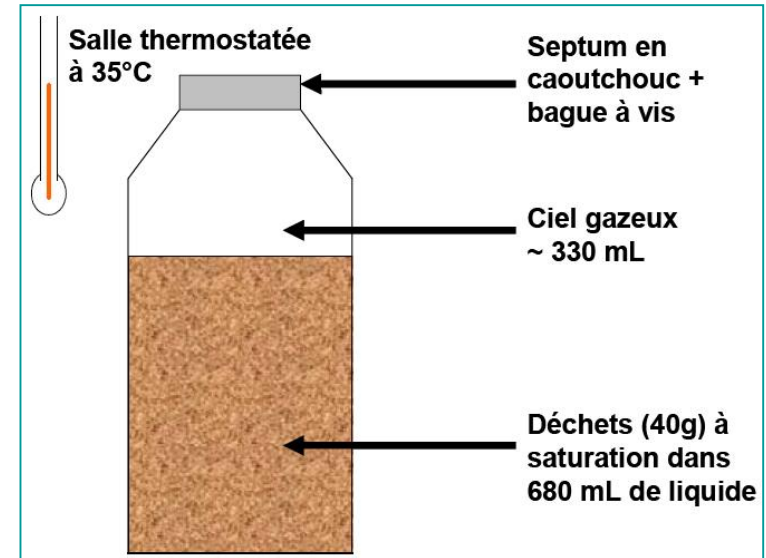 Salle thermostatée
à 35°C
Septum en
caoutchouc +
bague à vis
Ciel gazeux
~ 330 mL
Déchets (40g) à
saturation dans
680 mL de liquide